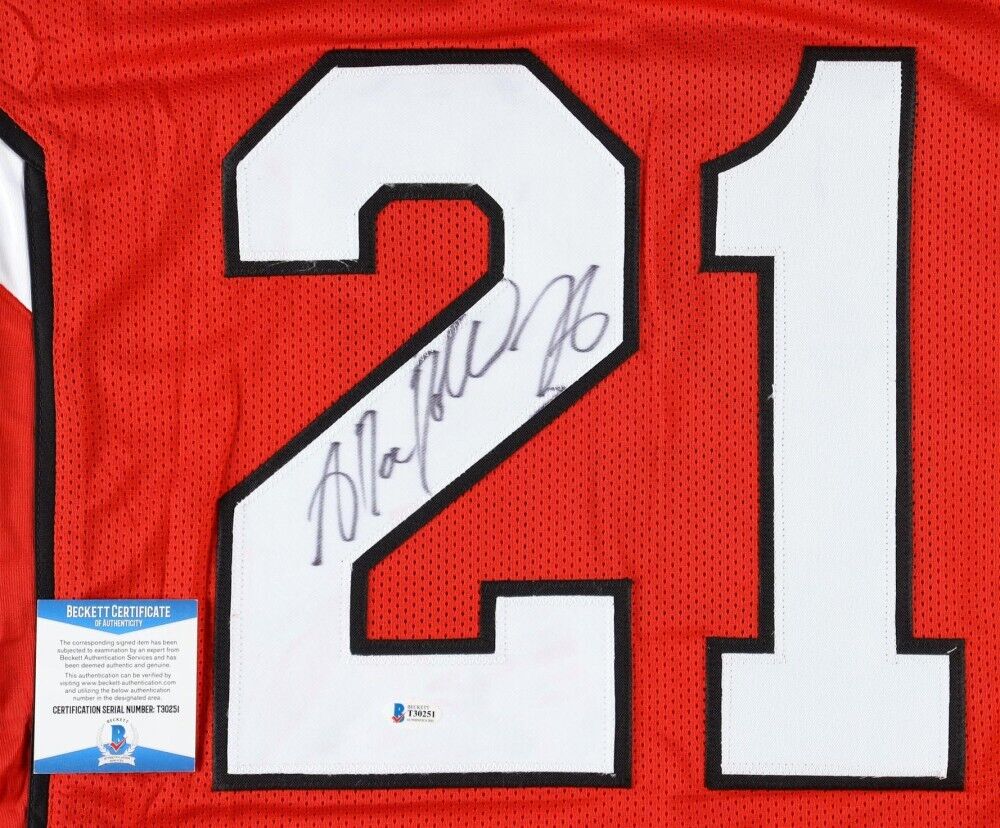 21
BECKETT CERTIFICATE
OF AUTHENTICITY
The corresponding signed item has been
subjected to examination by an expert from
Beckett Authentication Services and has
been deemed authentic and genuine.
This authentication can be verified by
visiting www.beckett-authentication.com
and utilizing the below authentication
number in the designated area.
CERTIFICATION SERIAL NUMBER: T30251
BECKETT
B
BECKETT
T30251